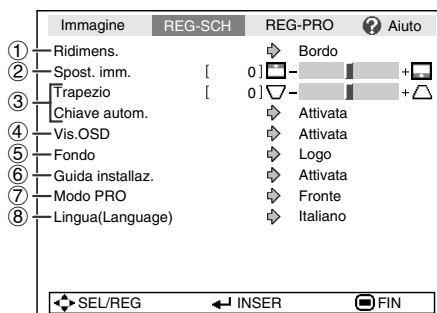 Immagine REG-SCH REG-PRO ? Aiuto
① Ridimens. Bordo
② Spost. imm. [ 0] - +
③ Trapezio [ 0] - +
Chiave autom. Attivata
④ Vis.OSD Attivata
⑤ Fondo Logo
⑥ Guida installaz. Attivata
⑦ Modo PRO Fronte
⑧ Lingua(Language) Italiano
SEL/REG INSER FIN